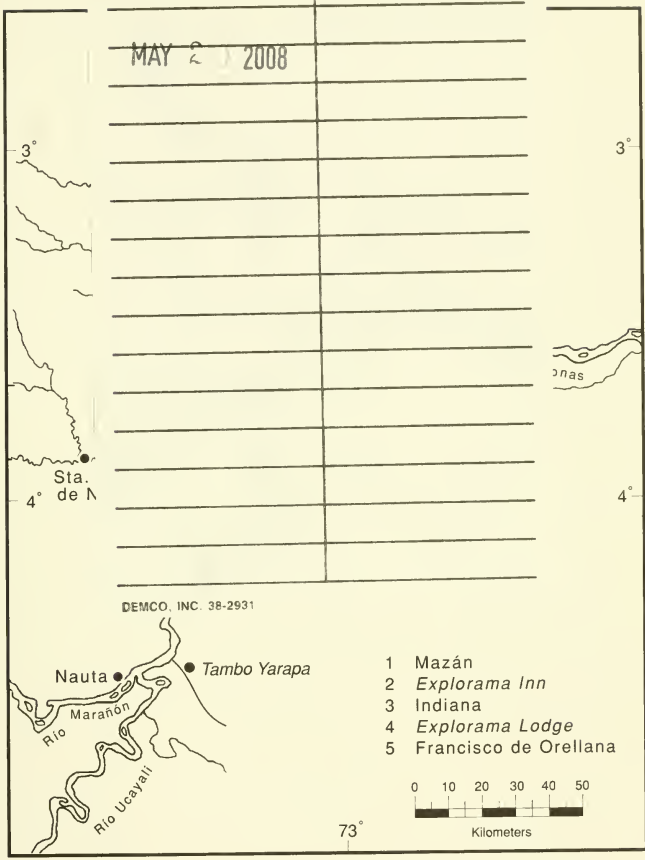 MAY 2008
3°
3°
onas
Sta.
de N
4°
4°
DEMCO, INC. 38-2931
Nauta
Tambo Yarapa
Río Marañón
Río Ucayali
1 Mazán
2 Explorama Inn
3 Indiana
4 Explorama Lodge
5 Francisco de Orellana
0 10 20 30 40 50
Kilometers
73°